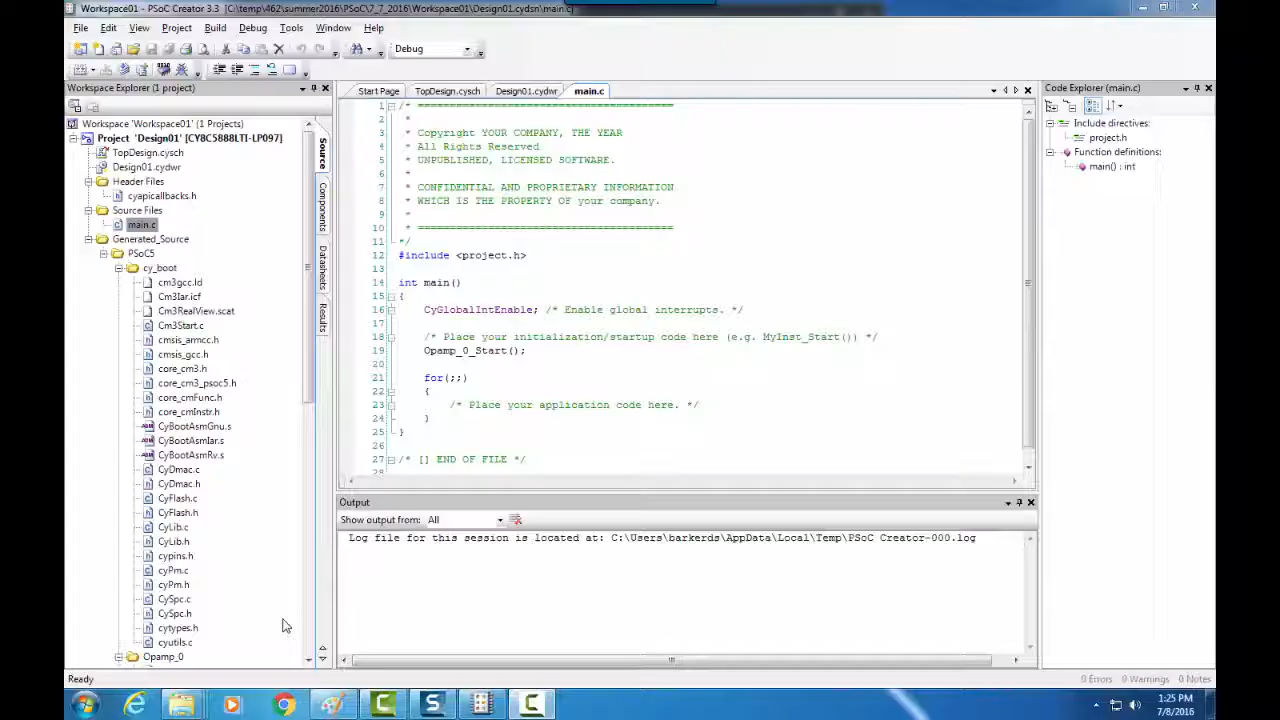 Workspace01 - PSoC Creator 3.3 [C:\temp\462\summer2016\PSoC\7_7_2016\Workspace01\Design01.cydsn\main.c]
File Edit View Project Build Debug Tools Window Help
Debug
Workspace Explorer (1 project)
Workspace 'Workspace01' (1 Projects)
Project 'Design01' [CY8C5888LTI-LP097]
TopDesign.cysch
Design01.cydwr
Header Files
cyapicallbacks.h
Source Files
main.c
Generated_Source
PSoC5
cy_boot
cm3gcc.ld
Cm3Iar.icf
Cm3RealView.scat
Cm3Start.c
cmsis_armcc.h
cmsis_gcc.h
core_cm3.h
core_cm3_psoc5.h
core_cmFunc.h
core_cmInstr.h
CyBootAsmGnu.s
CyBootAsmIar.s
CyBootAsmRv.s
CyDmac.c
CyDmac.h
CyFlash.c
CyFlash.h
CyLib.c
CyLib.h
cypins.h
cyPm.c
cyPm.h
CySpc.c
CySpc.h
cytypes.h
cyutils.c
Opamp_0
Source
Components
Datasheets
Results
Start Page TopDesign.cysch Design01.cydwr main.c
1 /* ========================================
2 *
3 * Copyright YOUR COMPANY, THE YEAR
4 * All Rights Reserved
5 * UNPUBLISHED, LICENSED SOFTWARE.
6 *
7 * CONFIDENTIAL AND PROPRIETARY INFORMATION
8 * WHICH IS THE PROPERTY OF your company.
9 *
10 * ========================================
11 */
12 #include <project.h>
13
14 int main()
15 {
16 CyGlobalIntEnable; /* Enable global interrupts. */
17
18 /* Place your initialization/startup code here (e.g. MyInst_Start()) */
19 Opamp_0_Start();
20
21 for(;;)
22 {
23 /* Place your application code here. */
24 }
25 }
26
27 /* [] END OF FILE */
28
Output
Show output from: All
Log file for this session is located at: C:\Users\barkerds\AppData\Local\Temp\PSoC Creator-000.log
Code Explorer (main.c)
Include directives:
project.h
Function definitions:
main() : int
Ready
0 Errors 0 Warnings 0 Notes
1:25 PM
7/8/2016